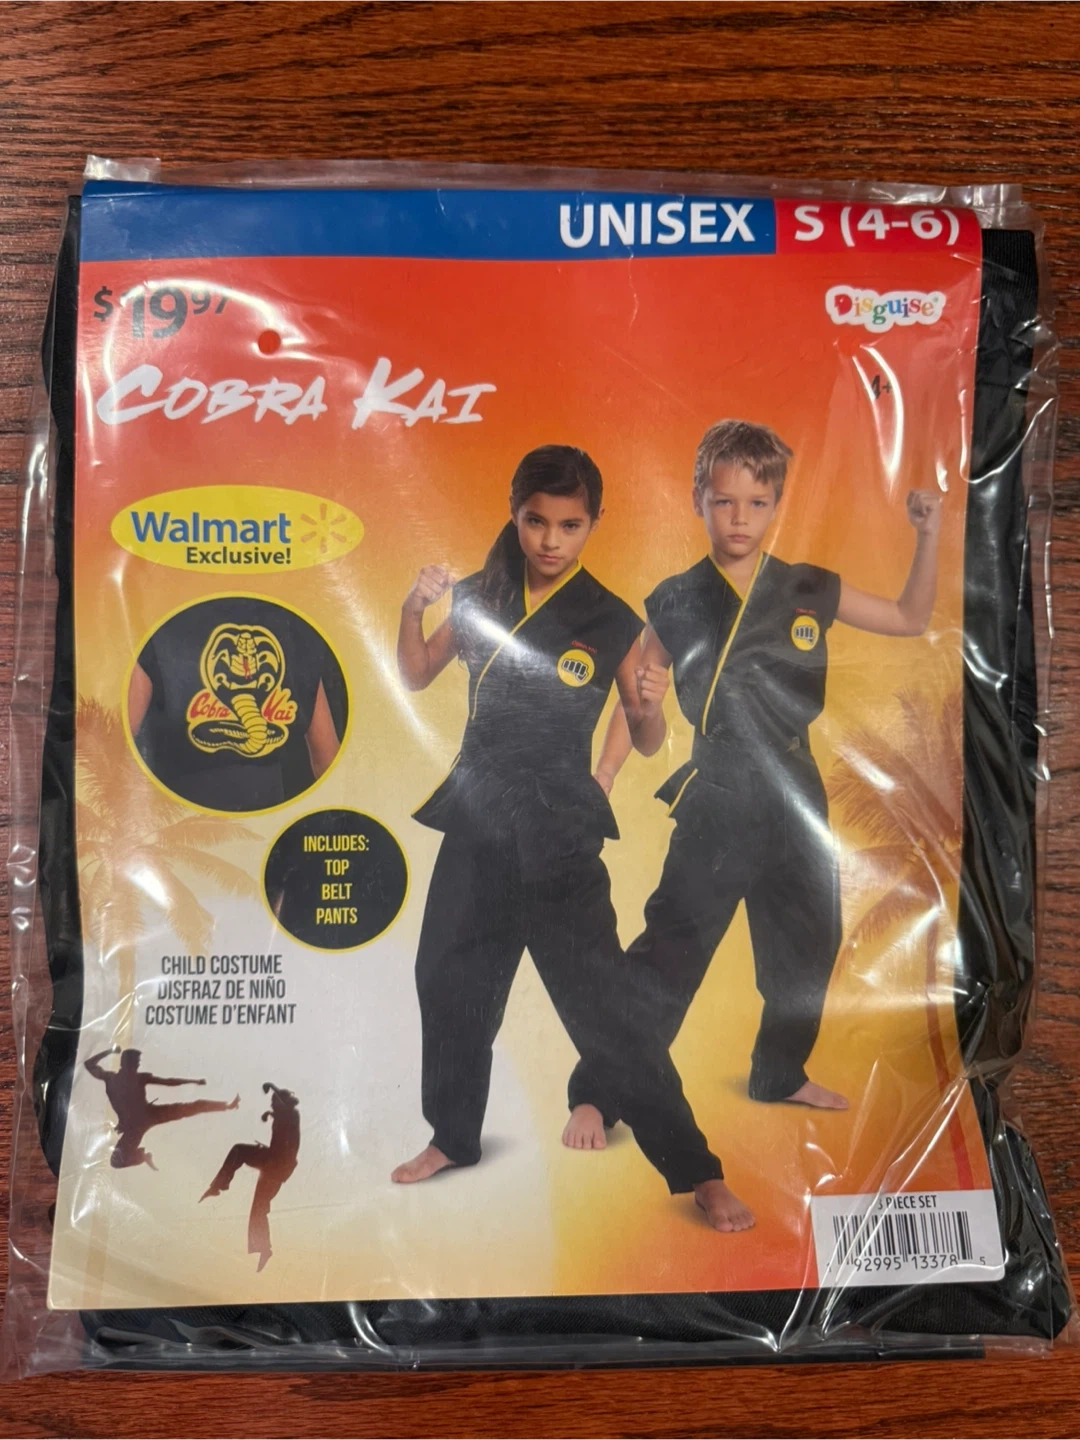 UNISEX S (4-6)
$19.97
Disguise
COBRA KAI
4+
Walmart
Exclusive!
Cobra Kai
INCLUDES:
TOP
BELT
PANTS
CHILD COSTUME
DISFRAZ DE NIÑO
COSTUME D'ENFANT
3 PIECE SET
92995 13378 5